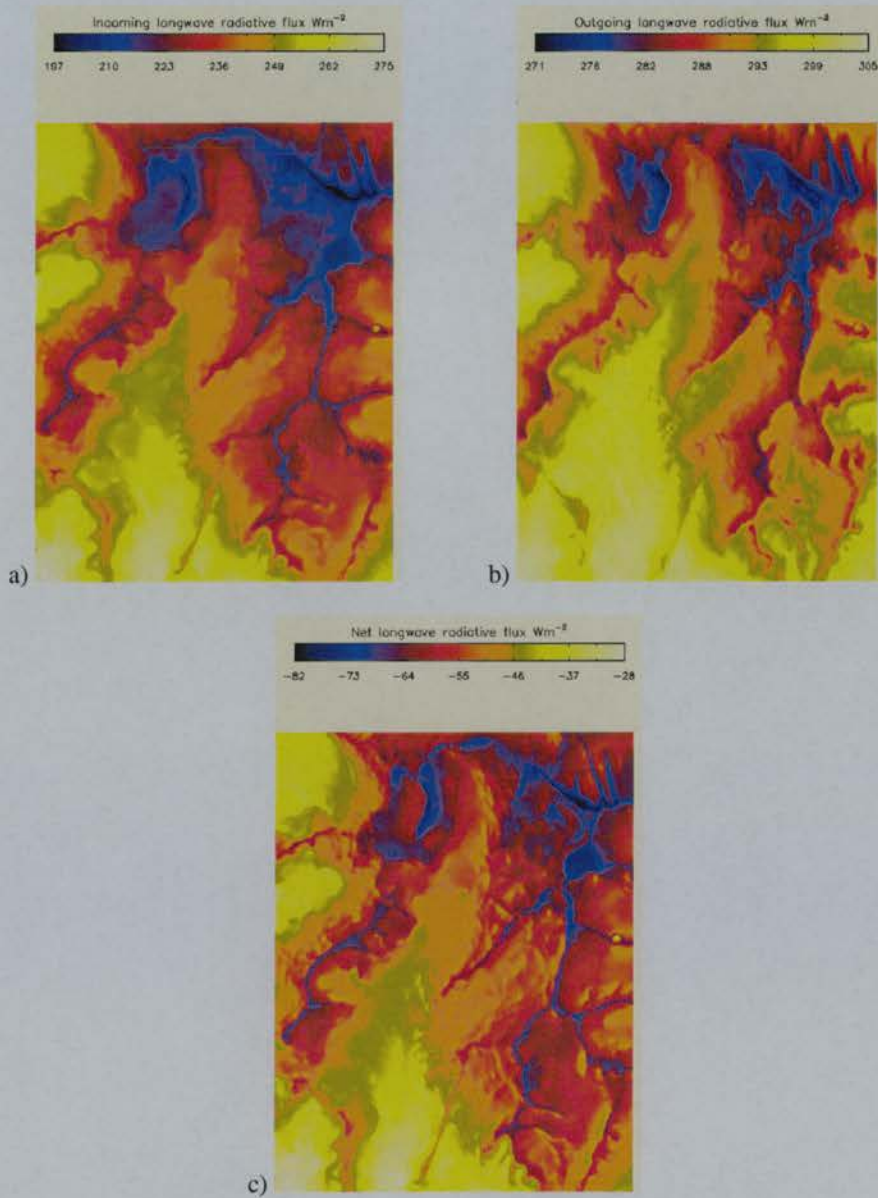 Incoming longwave radiative flux Wm⁻²
197 210 223 236 249 262 275
Outgoing longwave radiative flux Wm⁻²
271 276 282 288 293 299 305
a)
b)
Net longwave radiative flux Wm⁻²
-82 -73 -64 -55 -46 -37 -28
c)